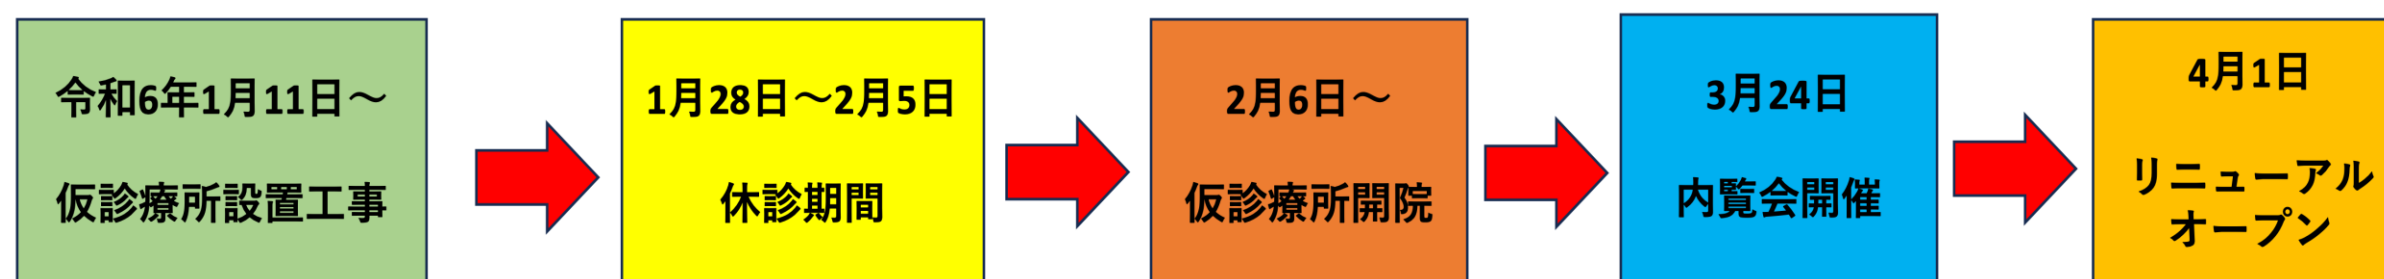 令和6年1月11日～
仮診療所設置工事
1月28日～2月5日
休診期間
2月6日～
仮診療所開院
3月24日
内覧会開催
4月1日
リニューアル
オープン